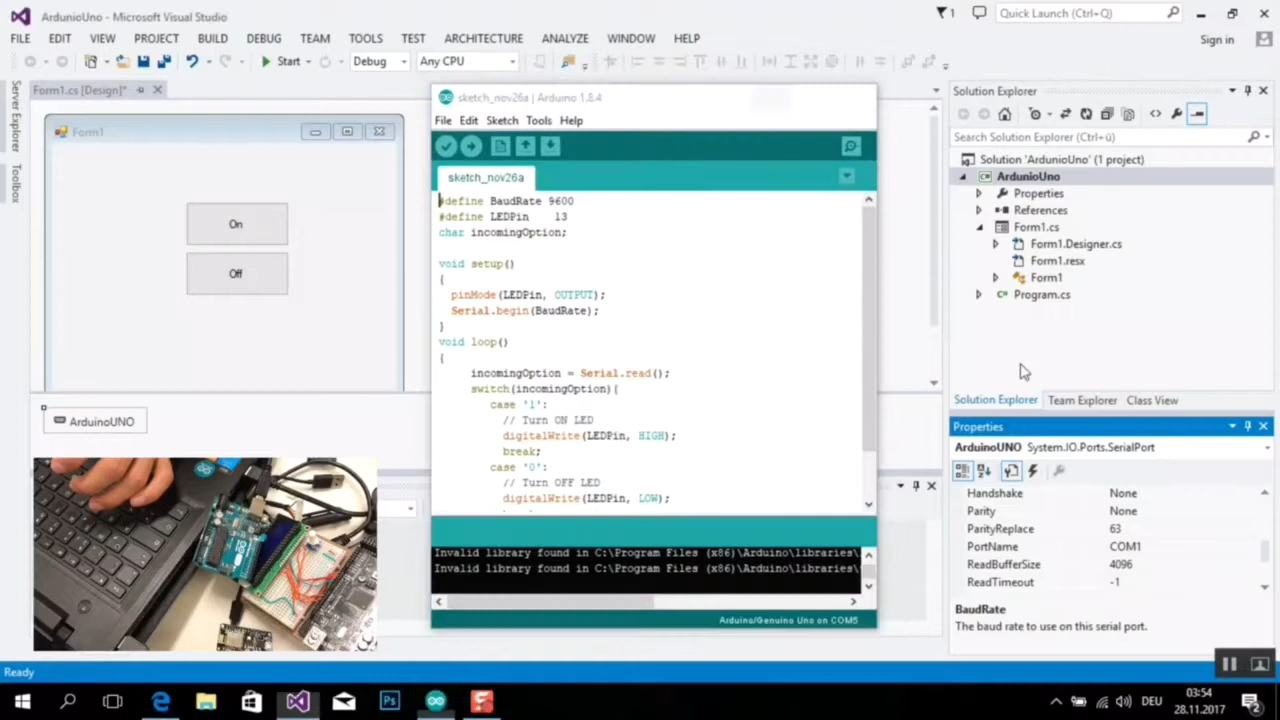 ArdunioUno - Microsoft Visual Studio
1
Quick Launch (Ctrl+Q)
FILE EDIT VIEW PROJECT BUILD DEBUG TEAM TOOLS TEST ARCHITECTURE ANALYZE WINDOW HELP
Sign in
Start
Debug
Any CPU
Server Explorer
Toolbox
Form1.cs [Design]*
Form1
On
Off
ArduinoUNO
sketch_nov26a | Arduino 1.8.4
File Edit Sketch Tools Help
sketch_nov26a
#define BaudRate 9600
#define LEDPin 13
char incomingOption;
void setup()
{
pinMode(LEDPin, OUTPUT);
Serial.begin(BaudRate);
}
void loop()
{
incomingOption = Serial.read();
switch(incomingOption){
case '1':
// Turn ON LED
digitalWrite(LEDPin, HIGH);
break;
case '0':
// Turn OFF LED
digitalWrite(LEDPin, LOW);
Invalid library found in C:\Program Files (x86)\Arduino\libraries\
Invalid library found in C:\Program Files (x86)\Arduino\libraries\
Arduino/Genuino Uno on COM5
Solution Explorer
Search Solution Explorer (Ctrl+ü)
Solution 'ArdunioUno' (1 project)
ArdunioUno
Properties
References
Form1.cs
Form1.Designer.cs
Form1.resx
Form1
Program.cs
Solution Explorer Team Explorer Class View
Properties
ArduinoUNO System.IO.Ports.SerialPort
Handshake None
Parity None
ParityReplace 63
PortName COM1
ReadBufferSize 4096
ReadTimeout -1
BaudRate
The baud rate to use on this serial port.
Ready
DEU
03:54
28.11.2017
2